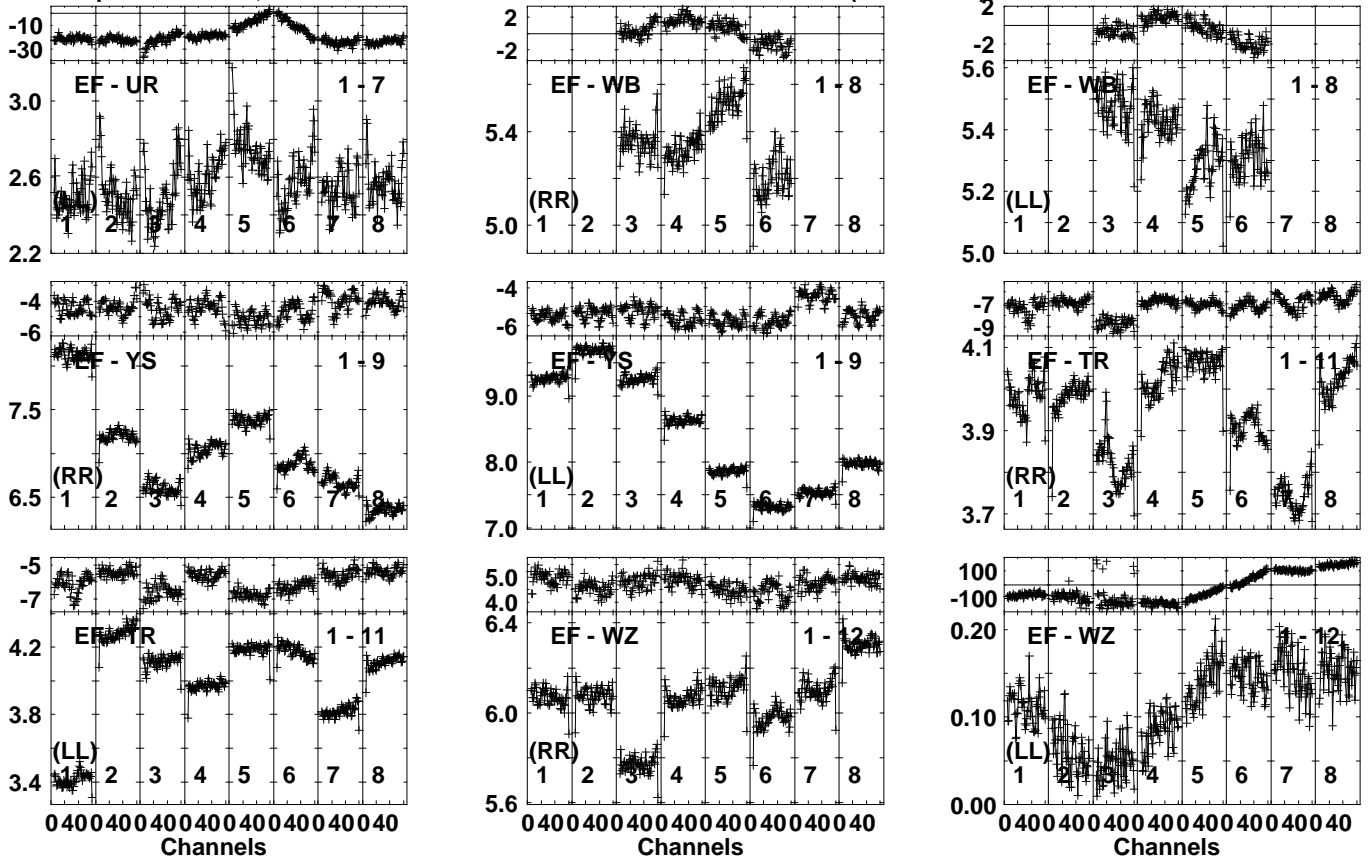 -10
-30
EF - UR 1 - 7
3.0
2.6
2.2
(LL)
1 2 3 4 5 6 7 8
2
-2
EF - WB 1 - 8
5.4
5.0
(RR)
1 2 3 4 5 6 7 8
2
-2
EF - WB 1 - 8
5.6
5.4
5.2
5.0
(LL)
1 2 3 4 5 6 7 8
-4
-6
EF - YS 1 - 9
7.5
6.5
(RR)
1 2 3 4 5 6 7 8
-4
-6
EF - YS 1 - 9
9.0
8.0
7.0
(LL)
1 2 3 4 5 6 7 8
-7
-9
EF - TR 1 - 11
4.1
3.9
3.7
(RR)
1 2 3 4 5 6 7 8
-5
-7
EF - TR 1 - 11
4.2
3.8
3.4
(LL)
1 2 3 4 5 6 7 8
0 40 0 40 0 40 0 40 0 40 0 40 0 40 0 40
Channels
5.0
4.0
EF - WZ 1 - 12
6.4
6.0
5.6
(RR)
1 2 3 4 5 6 7 8
0 40 0 40 0 40 0 40 0 40 0 40 0 40 0 40
Channels
100
-100
EF - WZ 1 - 12
0.20
0.10
0.00
(LL)
1 2 3 4 5 6 7 8
0 40 0 40 0 40 0 40 0 40 0 40 0 40 0 40
Channels